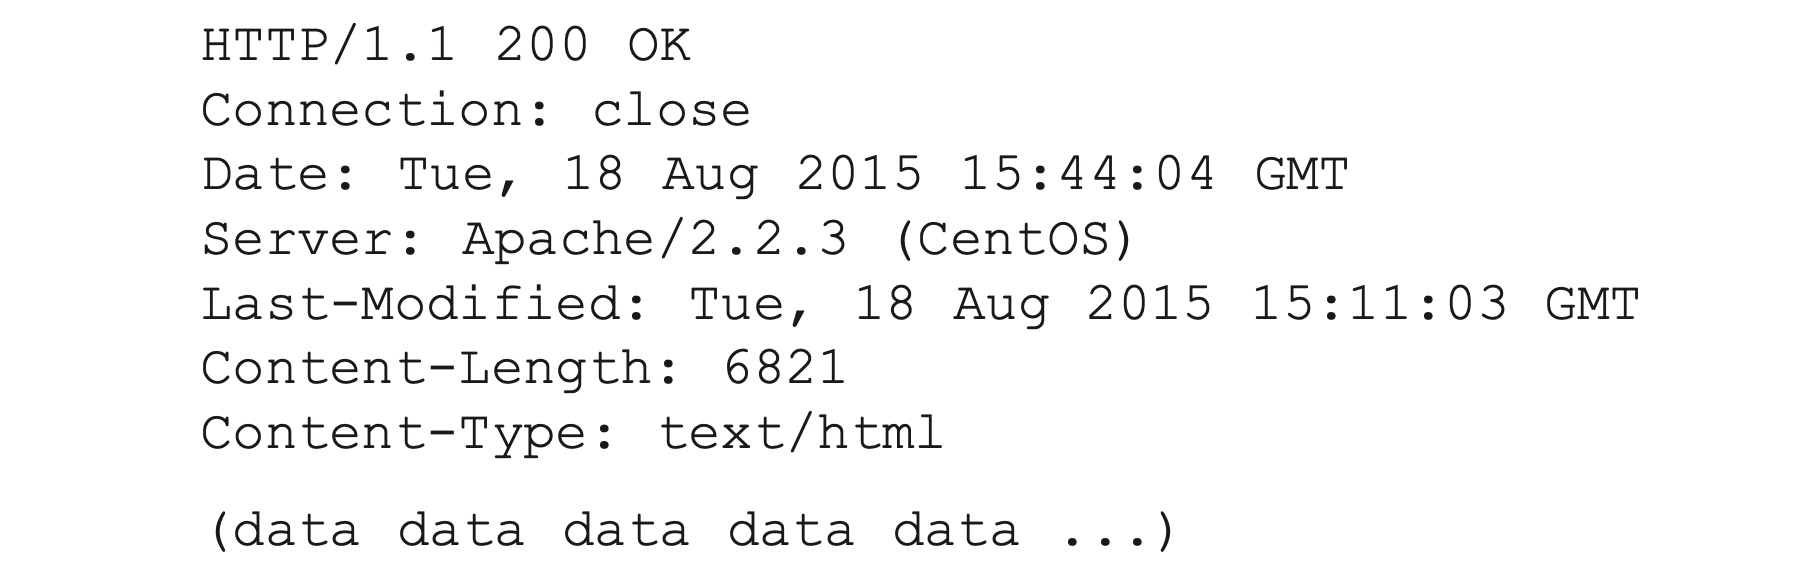 HTTP/1.1 200 OK
Connection: close
Date: Tue, 18 Aug 2015 15:44:04 GMT
Server: Apache/2.2.3 (CentOS)
Last-Modified: Tue, 18 Aug 2015 15:11:03 GMT
Content-Length: 6821
Content-Type: text/html
(data data data data data ...)